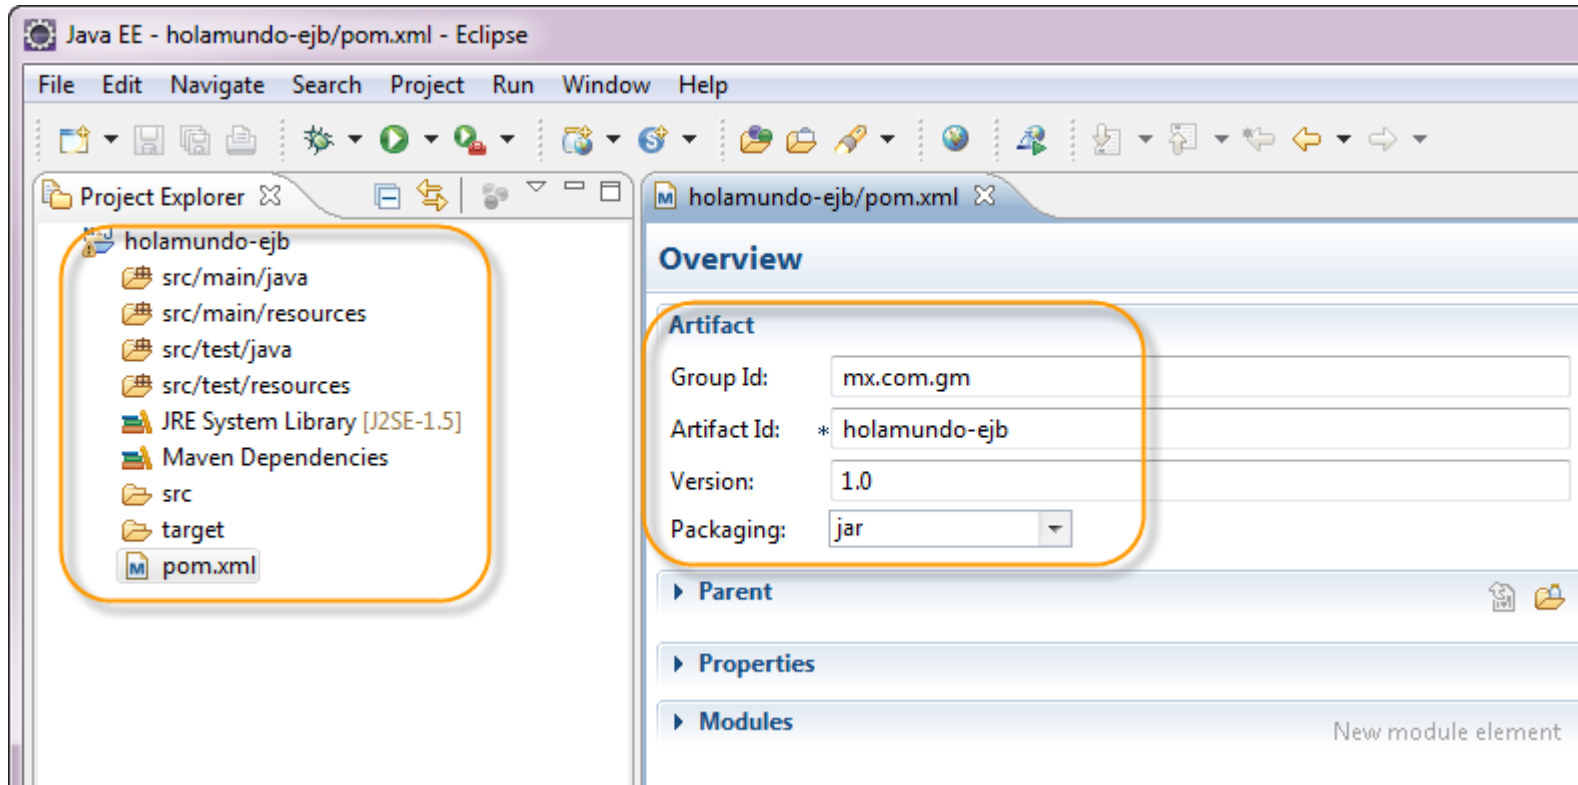 Java EE - holamundo-ejb/pom.xml - Eclipse
File Edit Navigate Search Project Run Window Help
Project Explorer
holamundo-ejb
src/main/java
src/main/resources
src/test/java
src/test/resources
JRE System Library [J2SE-1.5]
Maven Dependencies
src
target
pom.xml
holamundo-ejb/pom.xml
Overview
Artifact
Group Id: mx.com.gm
Artifact Id: * holamundo-ejb
Version: 1.0
Packaging: jar
Parent
Properties
Modules
New module element